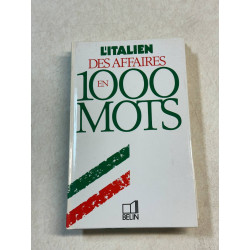 L'ITALIEN
DES AFFAIRES
EN
1000
MOTS
BELIN